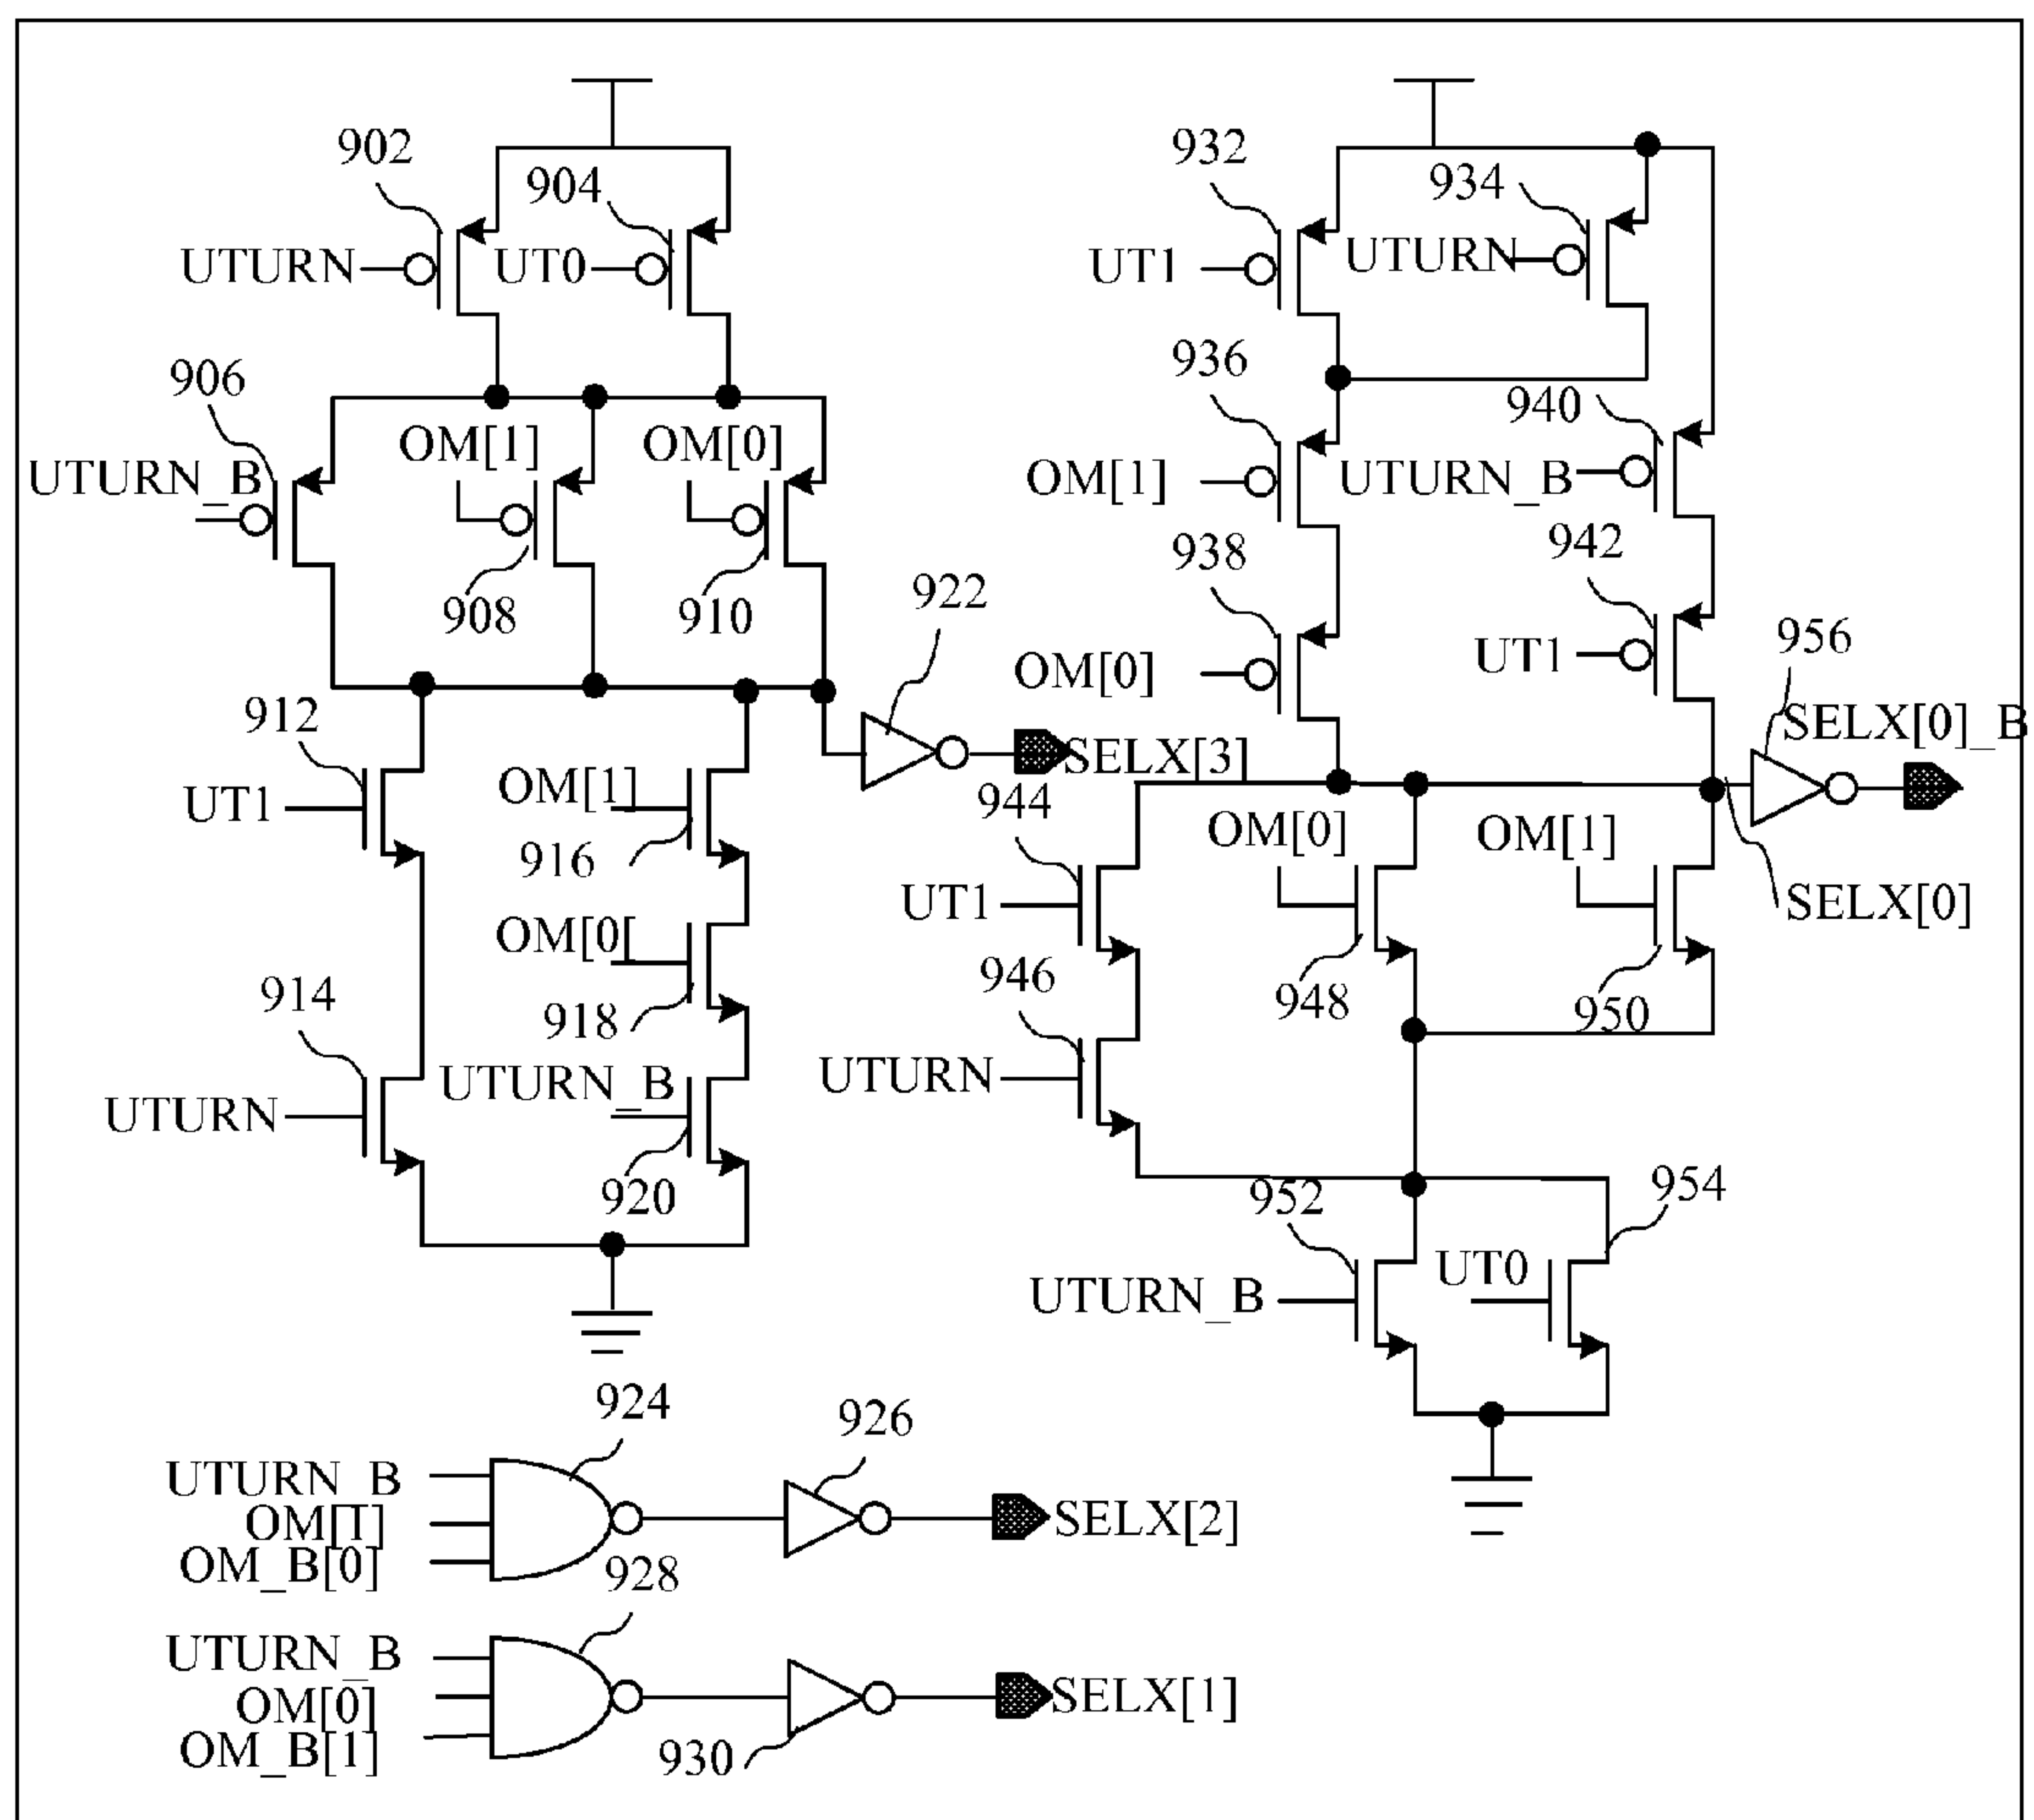 902
904
UTURN
UT0
906
OM[1]
OM[0]
UTURN_B
908
910
922
SELX[3]
912
UT1
OM[1]
916
OM[0[
918
914
UTURN
UTURN_B
920
932
934
UT1
UTURN
936
940
OM[1]
UTURN_B
938
942
OM[0]
UT1
956
SELX[0]_B
944
OM[0]
OM[1]
UT1
SELX[0]
946
948
950
UTURN
952
954
UTURN_B
UT0
924
926
UTURN_B
OM[1]
OM_B[0]
SELX[2]
928
UTURN_B
OM[0]
OM_B[1]
SELX[1]
930